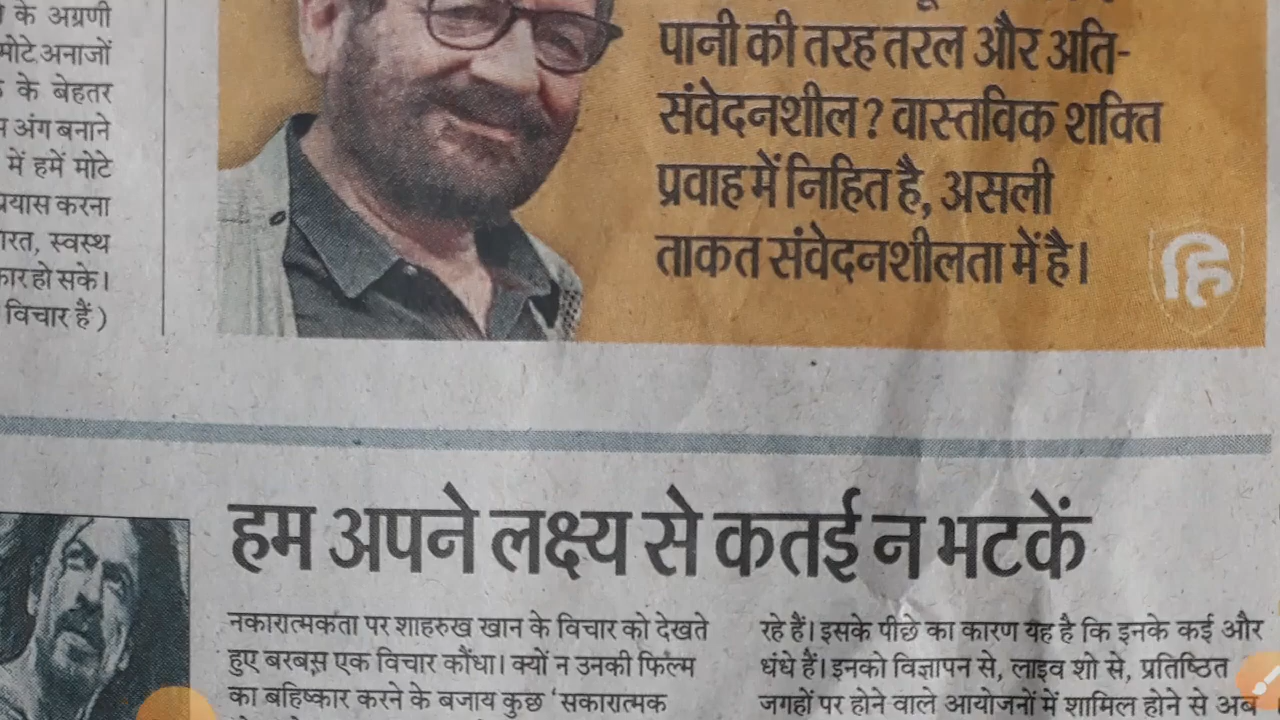 के अग्रणी
मोटे अनाजों
के बेहतर
अंग बनाने
में हमें मोटे
प्रयास करना
स्वस्थ
हो सके।
विचार हैं )
पानी की तरह तरल और अति-
संवेदनशील? वास्तविक शक्ति
प्रवाह में निहित है, असली
ताकत संवेदनशीलता में है।
हि
हम अपने लक्ष्य से कतई न भटकें
नकारात्मकता पर शाहरुख खान के विचार को देखते
हुए बरबस एक विचार कौंधा। क्यों न उनकी फिल्म
का बहिष्कार करने के बजाय कुछ ‘सकारात्मक
रहे हैं। इसके पीछे का कारण यह है कि इनके कई और
धंधे हैं। इनको विज्ञापन से, लाइव शो से, प्रतिष्ठित
जगहों पर होने वाले आयोजनों में शामिल होने से अब